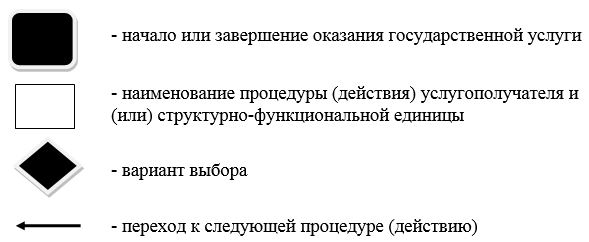 - начало или завершение оказания государственной услуги
- наименование процедуры (действия) услугополучателя и
(или) структурно-функциональной единицы
- вариант выбора
- переход к следующей процедуре (действию)